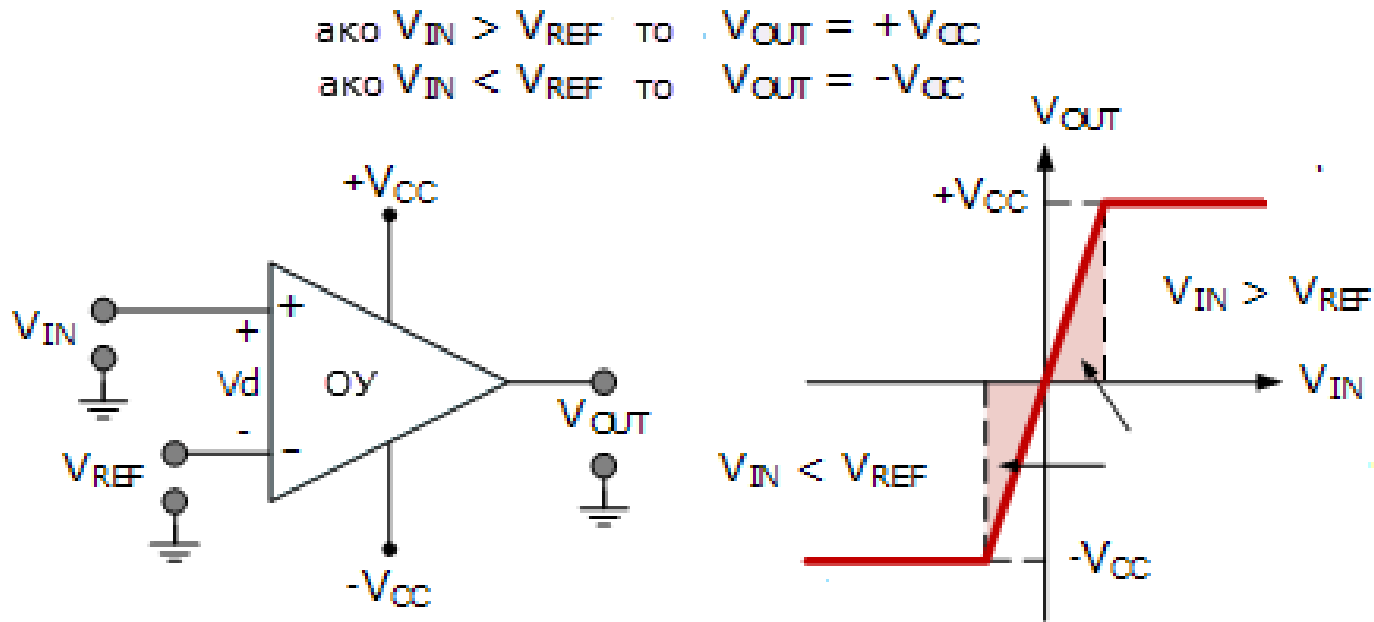 ако VIN > VREF то VOUT = +VCC
ако VIN < VREF то VOUT = -VCC
VOUT
+VCC
+VCC
VIN
+
+
Vd
ОУ
VIN > VREF
VIN
VOUT
-
-
VREF
VIN < VREF
-VCC
-VCC